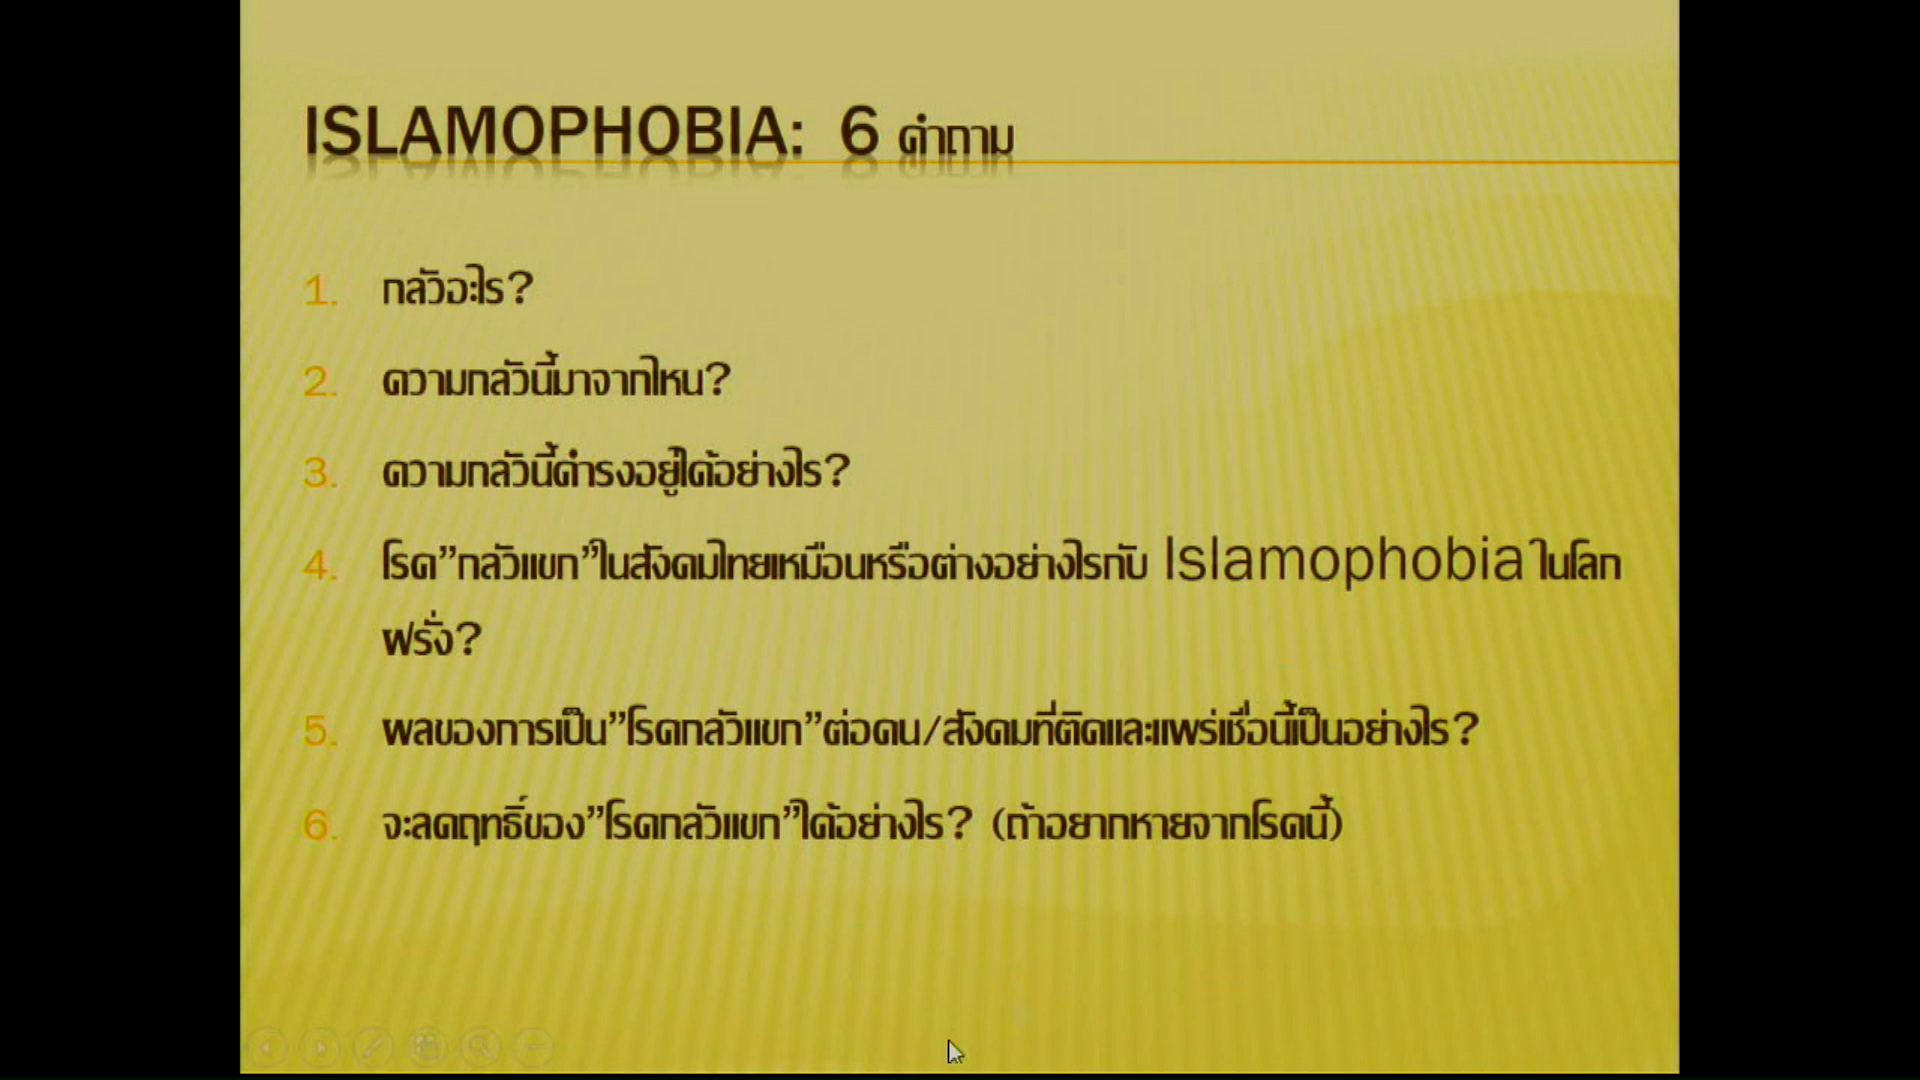 ISLAMOPHOBIA: 6 คำถาม
1. กลัวอะไร?
2. ความกลัวนี้มาจากไหน?
3. ความกลัวนี้ดำรงอยู่ได้อย่างไร?
4. โรค”กลัวแขก”ในสังคมไทยเหมือนหรือต่างอย่างไรกับ Islamophobia ในโลก
ฝรั่ง?
5. ผลของการเป็น”โรคกลัวแขก”ต่อคน/สังคมที่ติดและแพร่เชื่อนี้เป็นอย่างไร?
6. จะลดฤทธิ์ของ”โรคกลัวแขก”ได้อย่างไร? (ถ้าอยากหายจากโรคนี้)